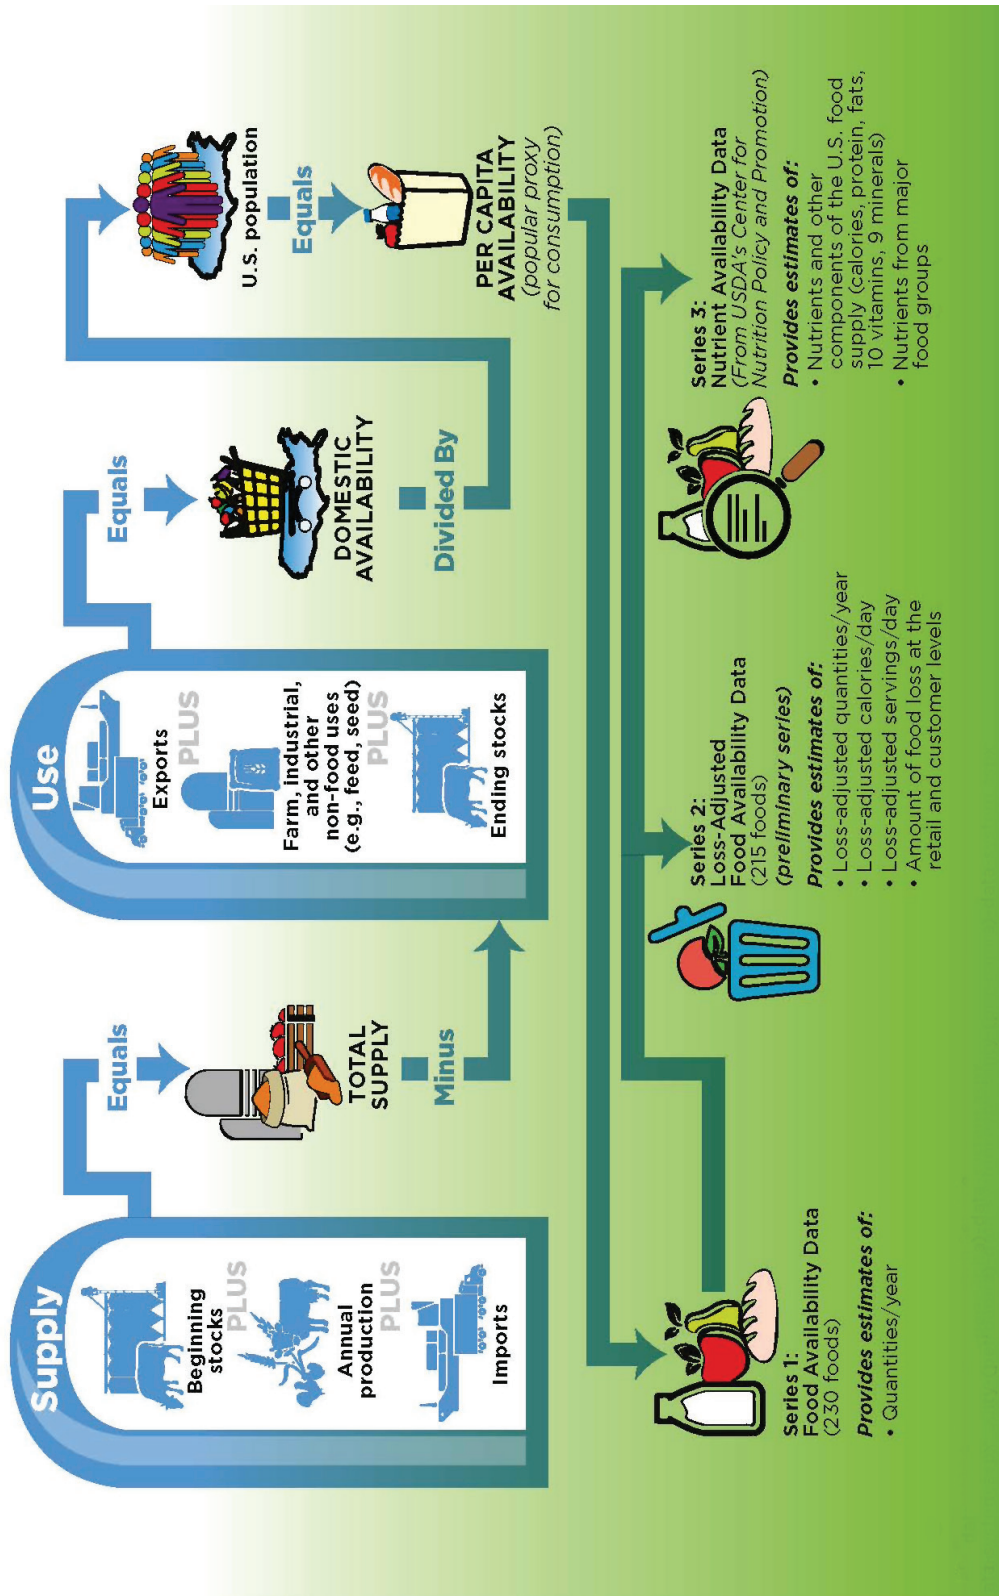 Supply
Beginning
stocks
PLUS
Annual
production
PLUS
Imports
Equals
TOTAL
SUPPLY
Minus
Use
Exports
PLUS
Farm, industrial,
and other
non-food uses
(e.g., feed, seed)
PLUS
Ending stocks
Equals
DOMESTIC
AVAILABILITY
Divided By
U.S. population
Equals
PER CAPITA
AVAILABILITY
(popular proxy
for consumption)
Series 1:
Food Availability Data
(230 foods)
Provides estimates of:
• Quantities/year
Series 2:
Loss-Adjusted
Food Availability Data
(215 foods)
(preliminary series)
Provides estimates of:
• Loss-adjusted quantities/year
• Loss-adjusted calories/day
• Loss-adjusted servings/day
• Amount of food loss at the
retail and customer levels
Series 3:
Nutrient Availability Data
(From USDA's Center for
Nutrition Policy and Promotion)
Provides estimates of:
• Nutrients and other
components of the U.S. food
supply (calories, protein, fats,
10 vitamins, 9 minerals)
• Nutrients from major
food groups